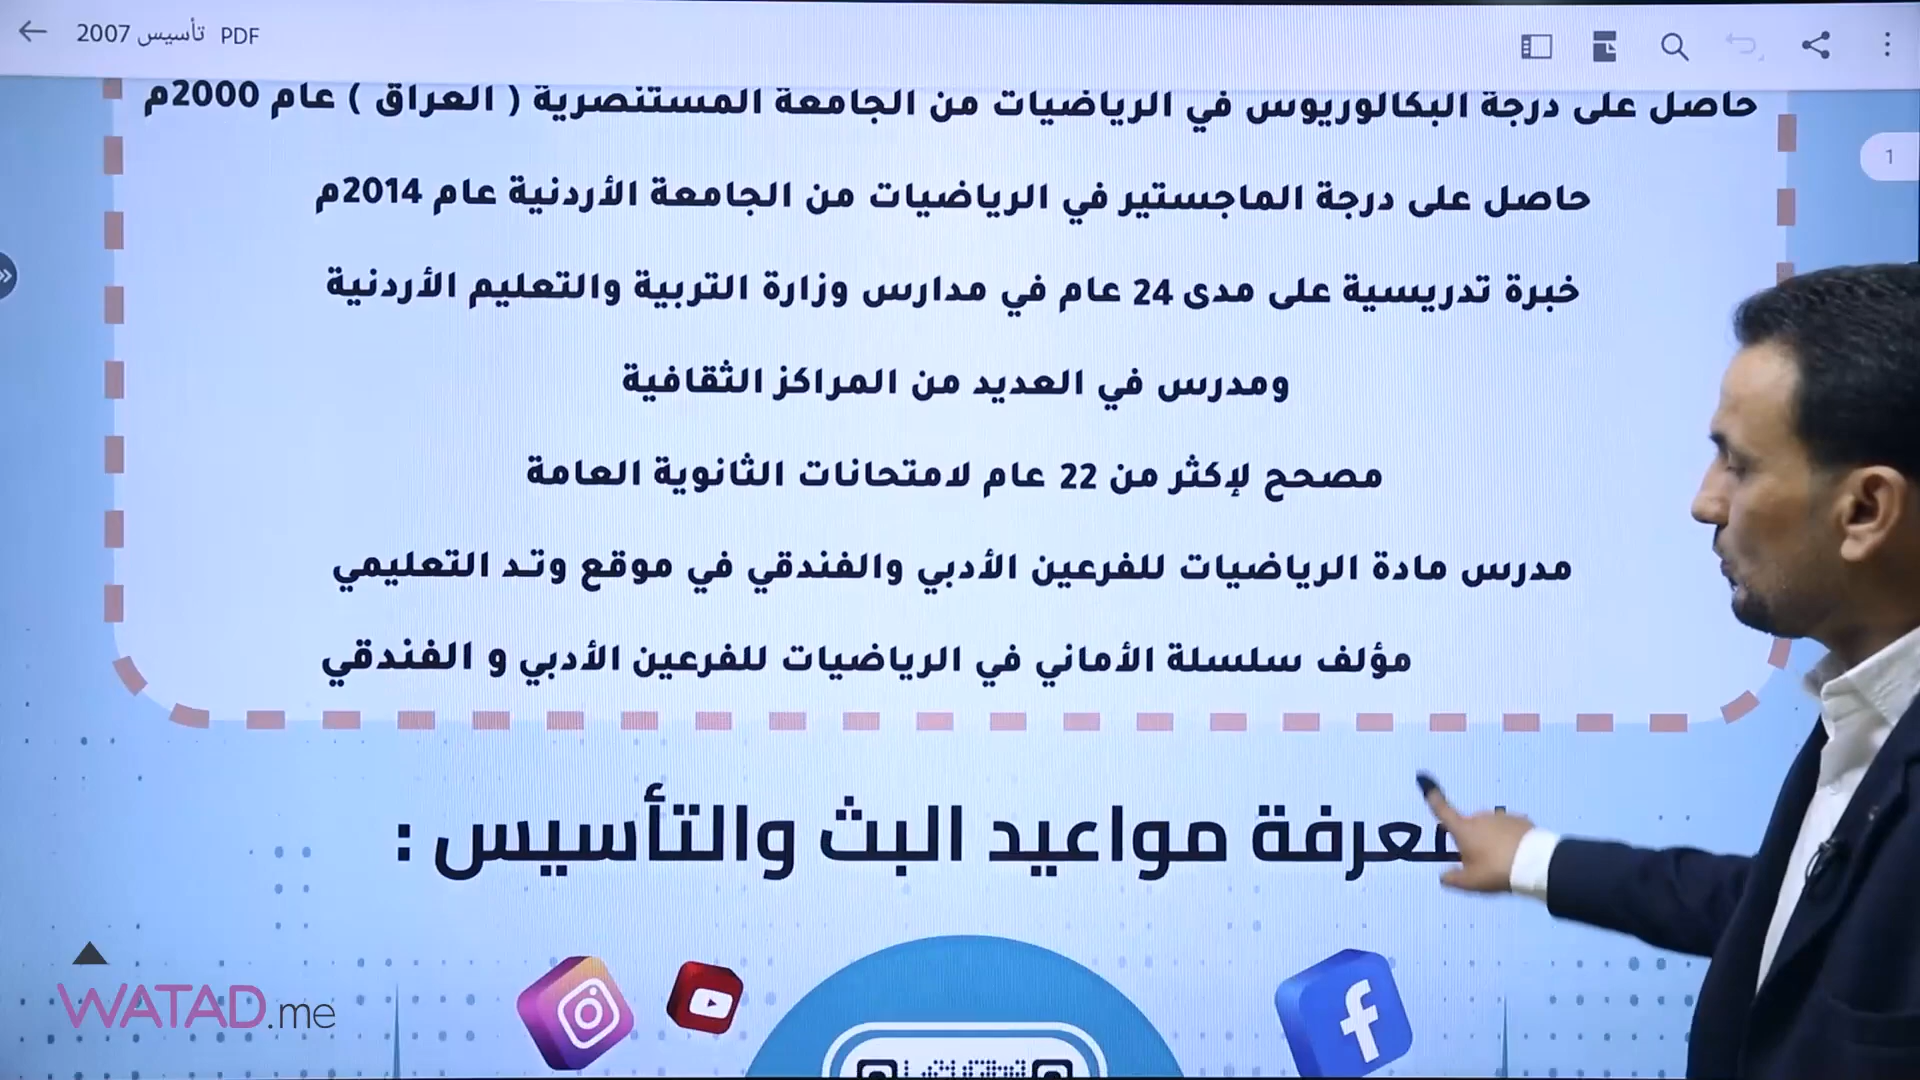 تأسيس 2007 PDF
حاصل على درجة البكالوريوس في الرياضيات من الجامعة المستنصرية ( العراق ) عام 2000م
1
حاصل على درجة الماجستير في الرياضيات من الجامعة الأردنية عام 2014م
خبرة تدريسية على مدى 24 عام في مدارس وزارة التربية والتعليم الأردنية
ومدرس في العديد من المراكز الثقافية
مصحح لإكثر من 22 عام لامتحانات الثانوية العامة
مدرس مادة الرياضيات للفرعين الأدبي والفندقي في موقع وتد التعليمي
مؤلف سلسلة الأماني في الرياضيات للفرعين الأدبي و الفندقي
لمعرفة مواعيد البث والتأسيس :
WATAD.me